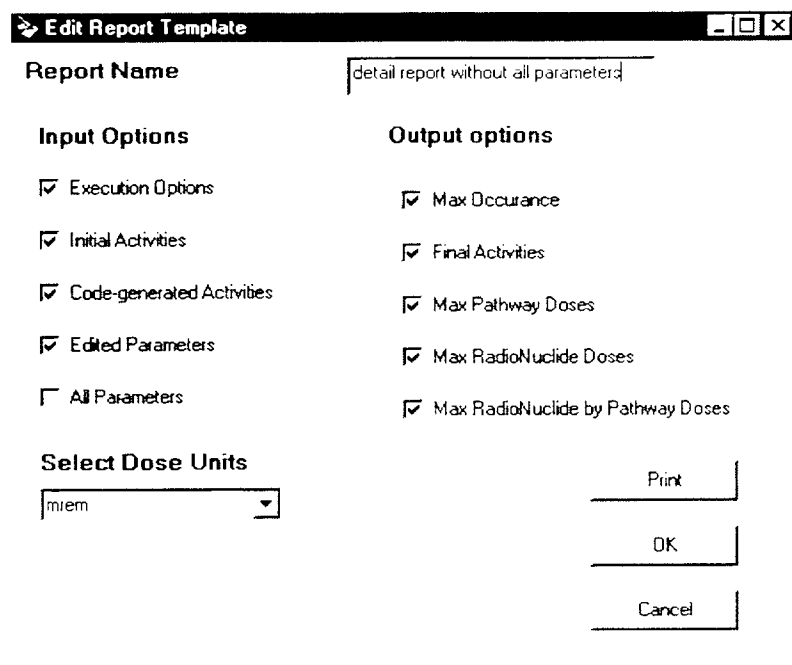 Edit Report Template
Report Name
detail report without all parameters
Input Options
Execution Options
Initial Activities
Code-generated Activities
Edited Parameters
All Parameters
Select Dose Units
mrem
Output options
Max Occurance
Final Activities
Max Pathway Doses
Max RadioNuclide Doses
Max RadioNuclide by Pathway Doses
Print
OK
Cancel